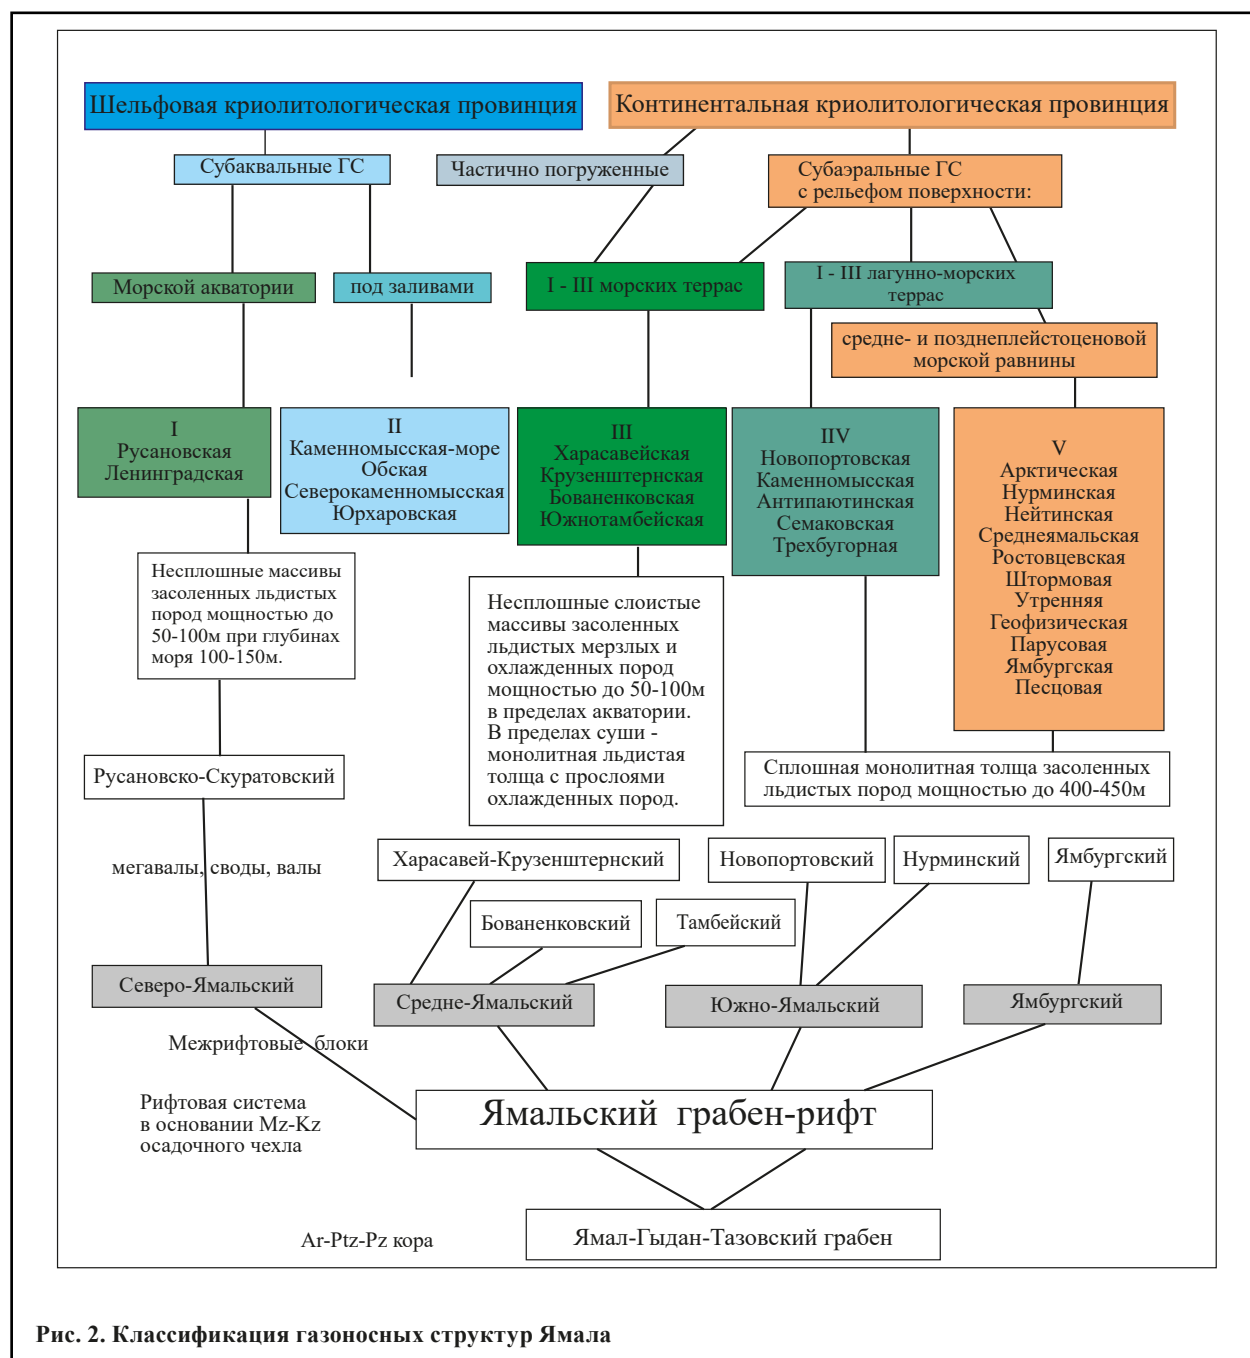 Шельфовая криолитологическая провинция
Континентальная криолитологическая провинция
Субаквальные ГС
Частично погруженные
Субаэральные ГС
с рельефом поверхности:
Морской акватории
под заливами
I - III морских террас
I - III лагунно-морских
террас
средне- и позднеплейстоценовой
морской равнины
I
Русановская
Ленинградская
II
Каменномысская-море
Обская
Северокаменномысская
Юрхаровская
III
Харасавейская
Крузенштернская
Бованенковская
Южнотамбейская
IIV
Новопортовская
Каменномысская
Антипаютинская
Семаковская
Трехбугорная
V
Арктическая
Нурминская
Нейтинская
Среднеямальская
Ростовцевская
Штормовая
Утренняя
Геофизическая
Парусовая
Ямбургская
Песцовая
Несплошные массивы
засоленных льдистых
пород мощностью до
50-100м при глубинах
моря 100-150м.
Несплошные слоистые
массивы засоленных
льдистых мерзлых и
охлажденных пород
мощностью до 50-100м
в пределах акватории.
В пределах суши -
монолитная льдистая
толща с прослоями
охлажденных пород.
Сплошная монолитная толща засоленных
льдистых пород мощностью до 400-450м
Русановско-Скуратовский
мегавалы, своды, валы
Харасавей-Крузенштернский
Новопортовский
Нурминский
Ямбургский
Бованенковский
Тамбейский
Северо-Ямальский
Средне-Ямальский
Южно-Ямальский
Ямбургский
Межрифтовые блоки
Рифтовая система
в основании Mz-Kz
осадочного чехла
Ямальский грабен-рифт
Ar-Ptz-Pz кора
Ямал-Гыдан-Тазовский грабен
Рис. 2. Классификация газоносных структур Ямала